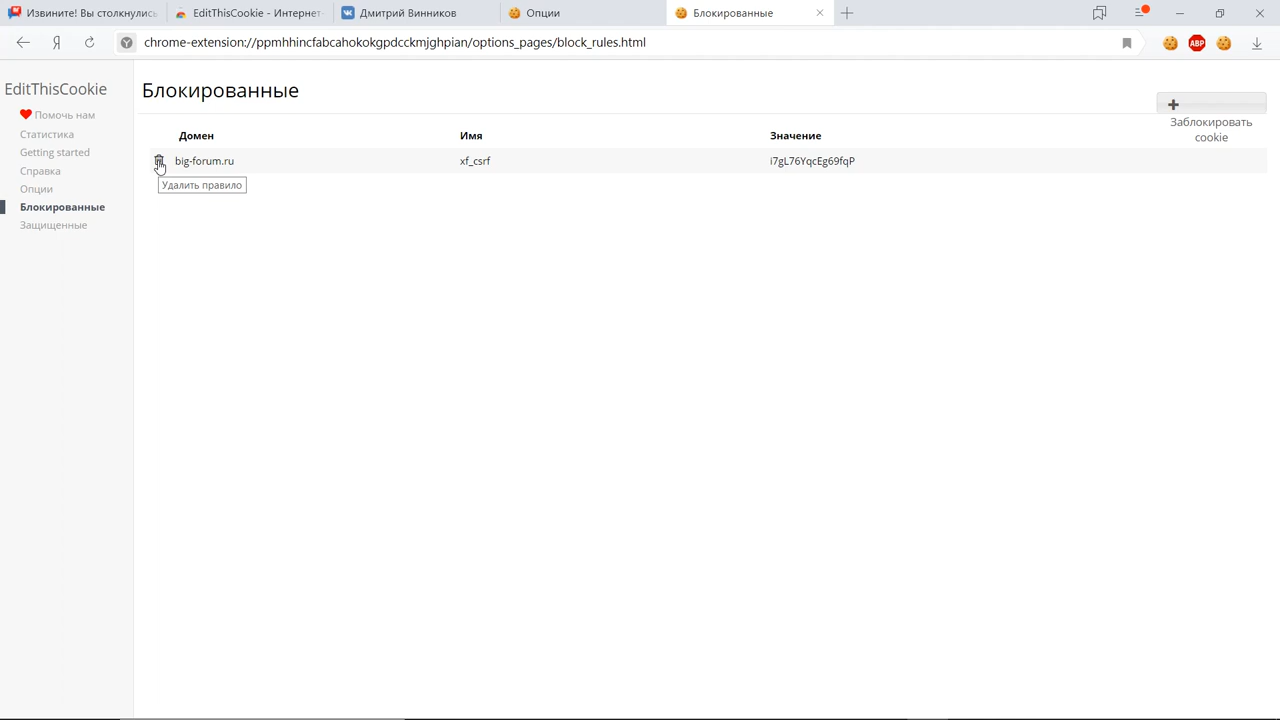 Извините! Вы столкнулись
EditThisCookie - Интернет-
Дмитрий Винников
Опции
Блокированные
Я
chrome-extension://ppmhhincfabcahokokgpdcckmjghpian/options_pages/block_rules.html
ABP
EditThisCookie
Помочь нам
Статистика
Getting started
Справка
Опции
Блокированные
Защищенные
Блокированные
Заблокировать
cookie
Домен Имя Значение
big-forum.ru xf_csrf i7gL76YqcEg69fqP
Удалить правило